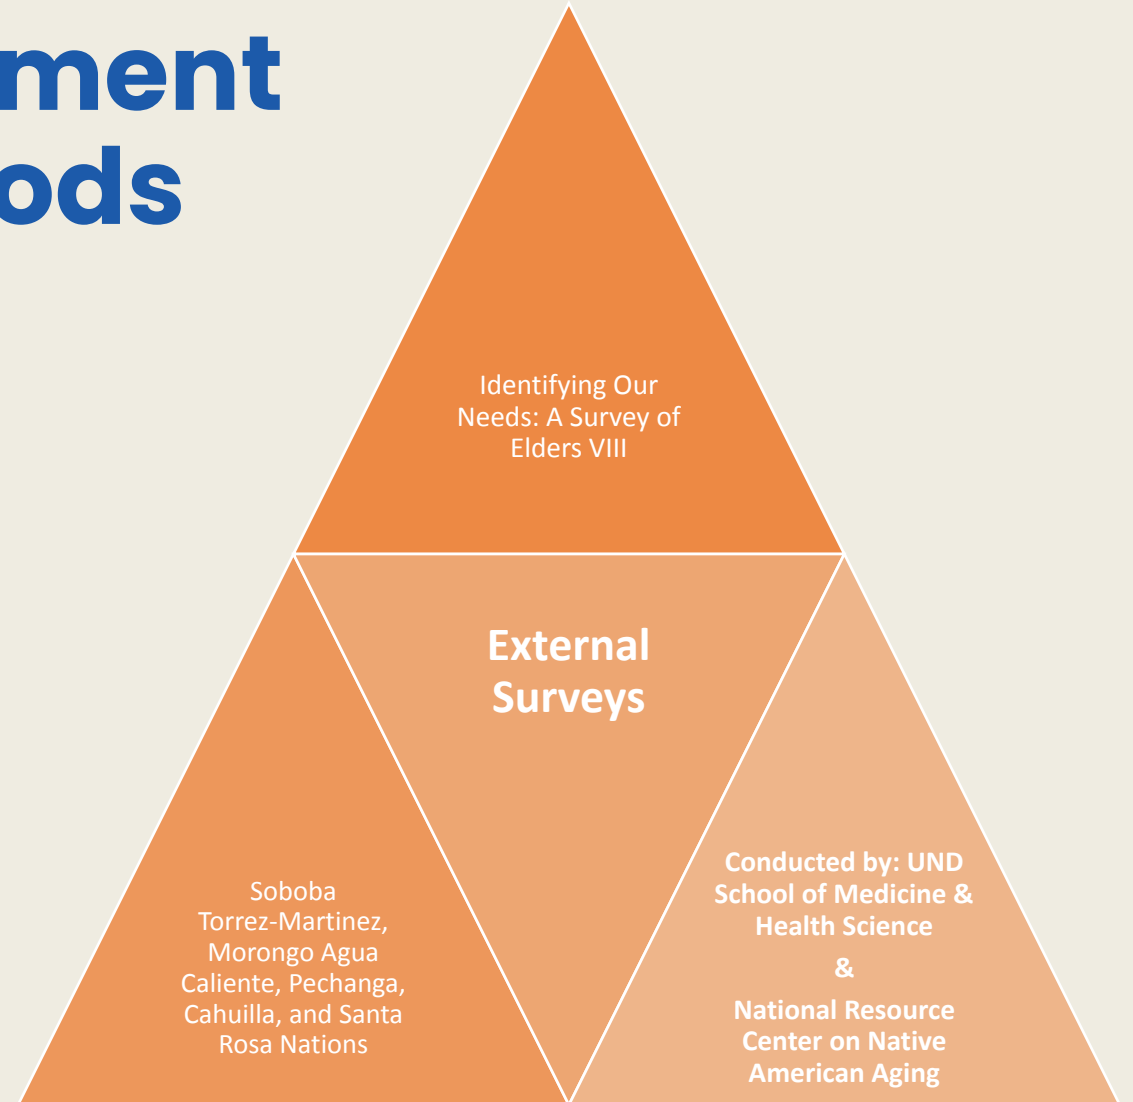 ment
ods
Identifying Our
Needs: A Survey of
Elders VIII
External
Surveys
Soboba
Torrez-Martinez,
Morongo Agua
Caliente, Pechanga,
Cahuilla, and Santa
Rosa Nations
Conducted by: UND
School of Medicine &
Health Science
&
National Resource
Center on Native
American Aging